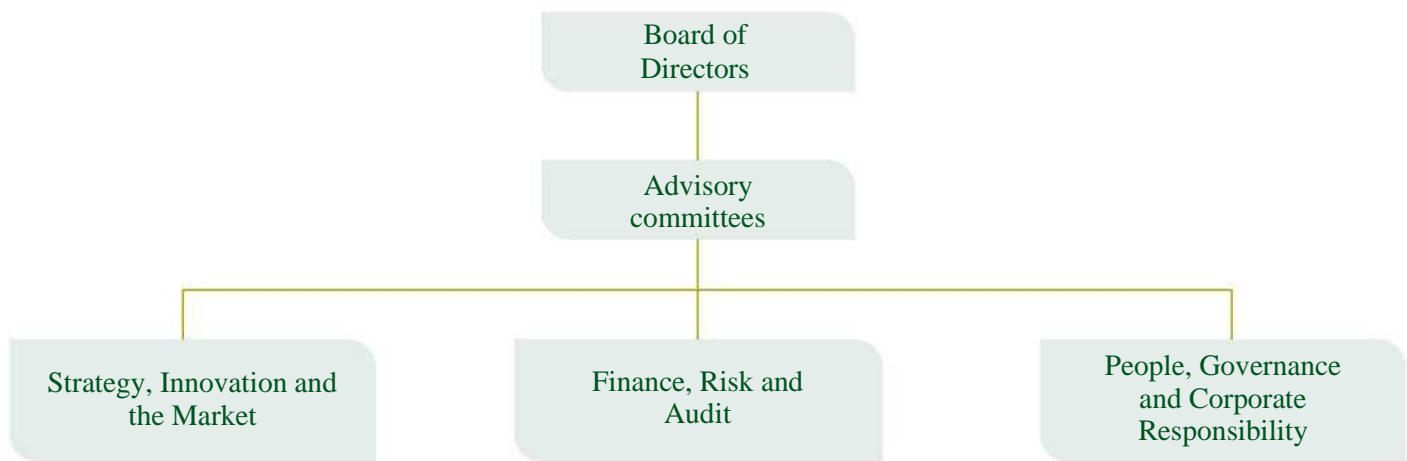 Board of
Directors
Advisory
committees
Strategy, Innovation and
the Market
Finance, Risk and
Audit
People, Governance
and Corporate
Responsibility